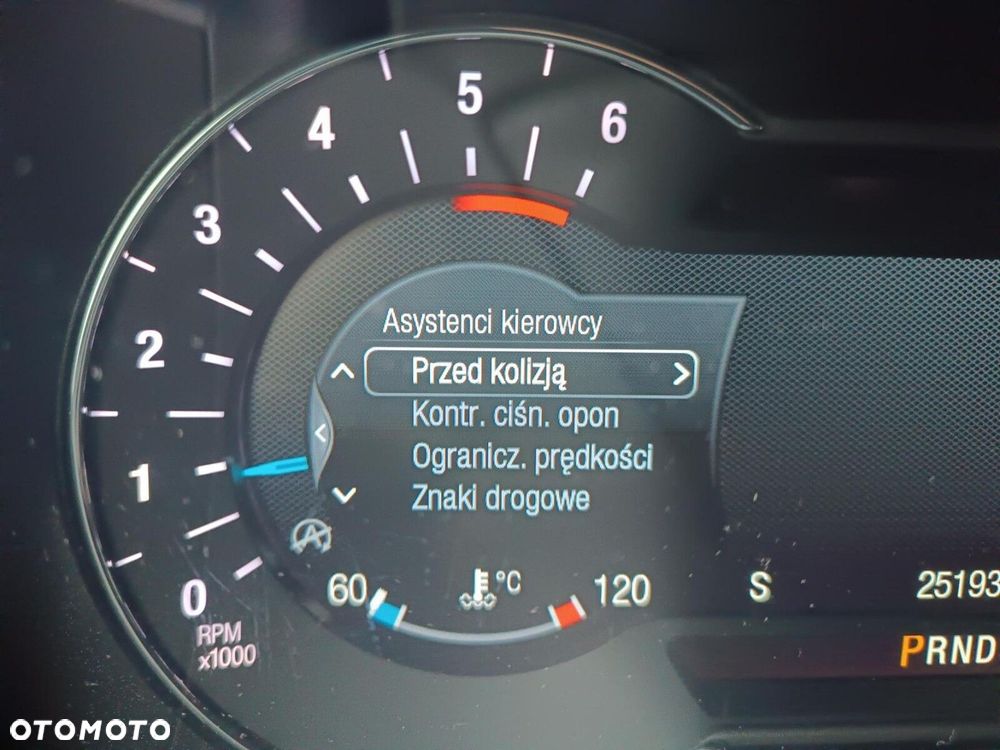 6
5
4
3
2
1
0
RPM
x1000
Asystenci kierowcy
Przed kolizją
Kontr. ciśn. opon
Ogranicz. prędkości
Znaki drogowe
A
60 °C 120
S 25193
PRND
OTOMOTO